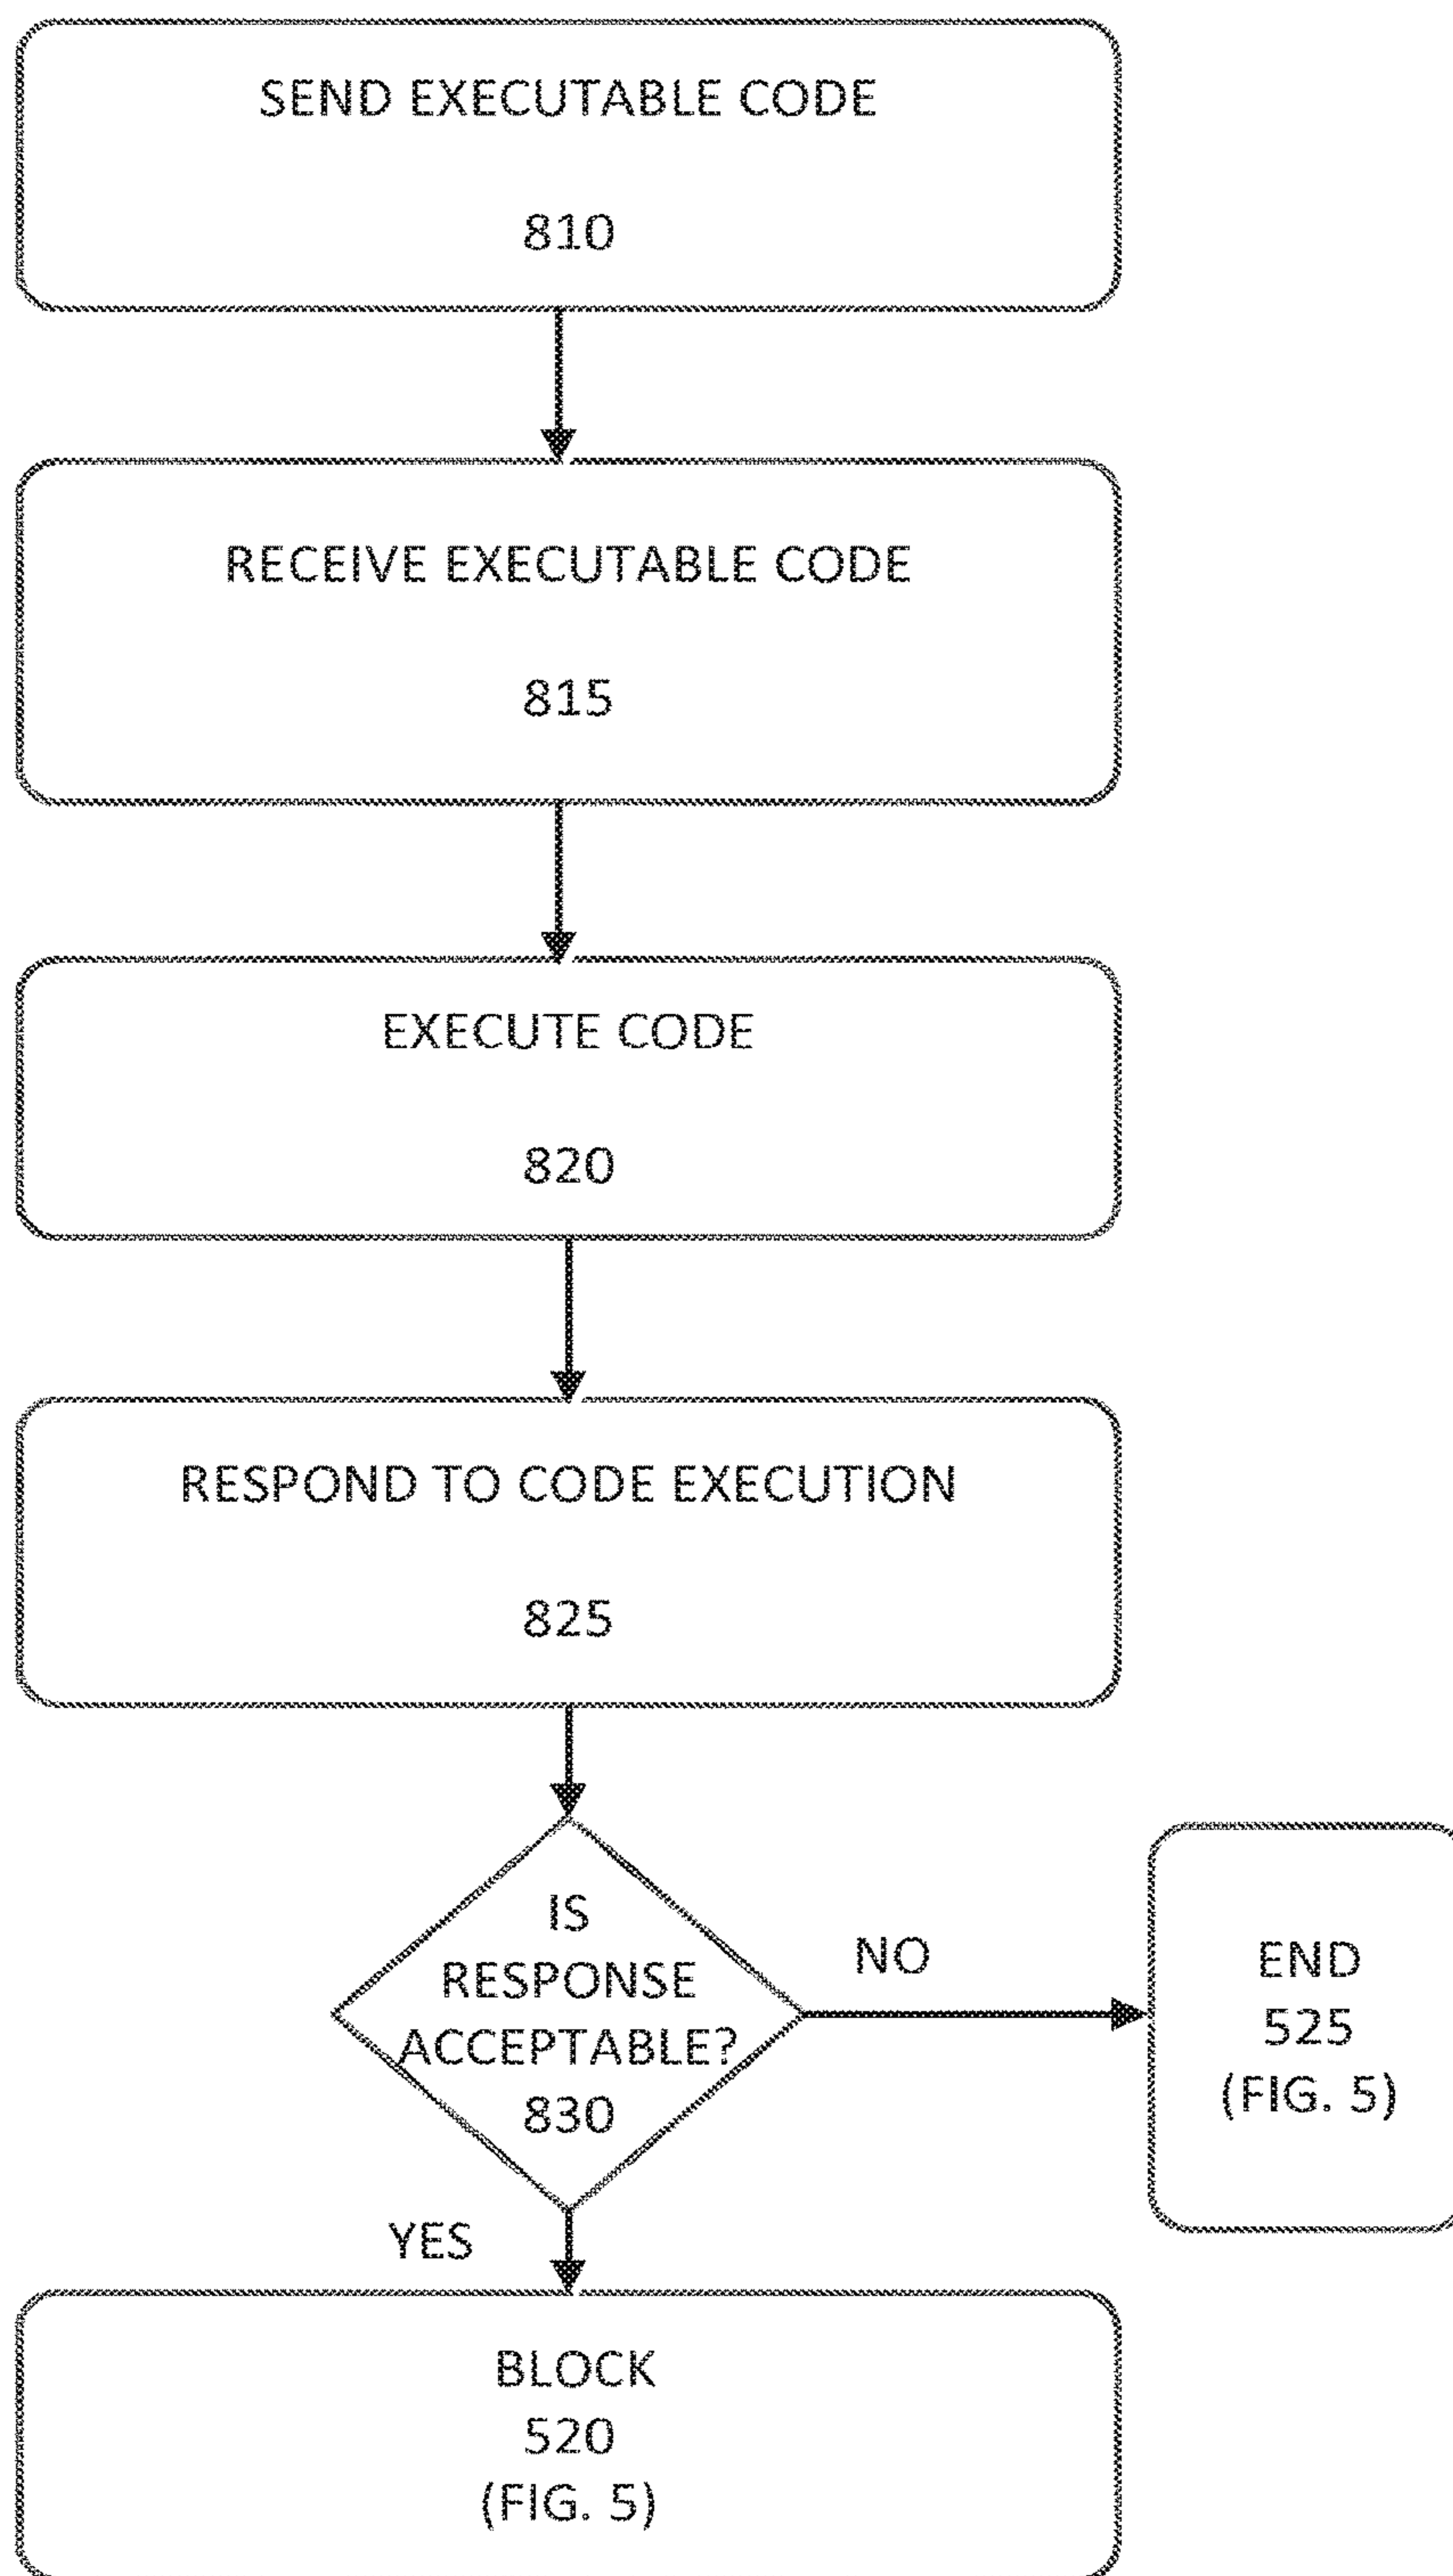 SEND EXECUTABLE CODE
810
RECEIVE EXECUTABLE CODE
815
EXECUTE CODE
820
RESPOND TO CODE EXECUTION
825
IS
RESPONSE
ACCEPTABLE?
830
NO
END
525
(FIG. 5)
YES
BLOCK
520
(FIG. 5)